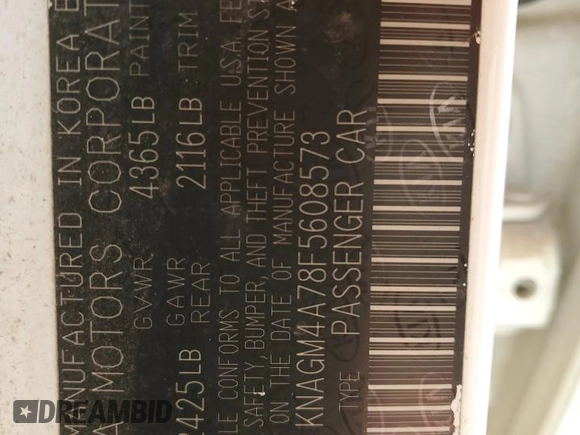 MANUFACTURED IN KOREA
MOTORS CORPORAT
GVWR 4365LB PAINT
2425LB GAWR REAR 2116LB TRIM
LE CONFORMS TO ALL APPLICABLE U.S.A. FE
SAFETY, BUMPER, AND THEFT PREVENTION S
ON THE DATE OF MANUFACTURE SHOWN A
KNAGM4A78F5608573
TYPE PASSENGER CAR
DREAMBID